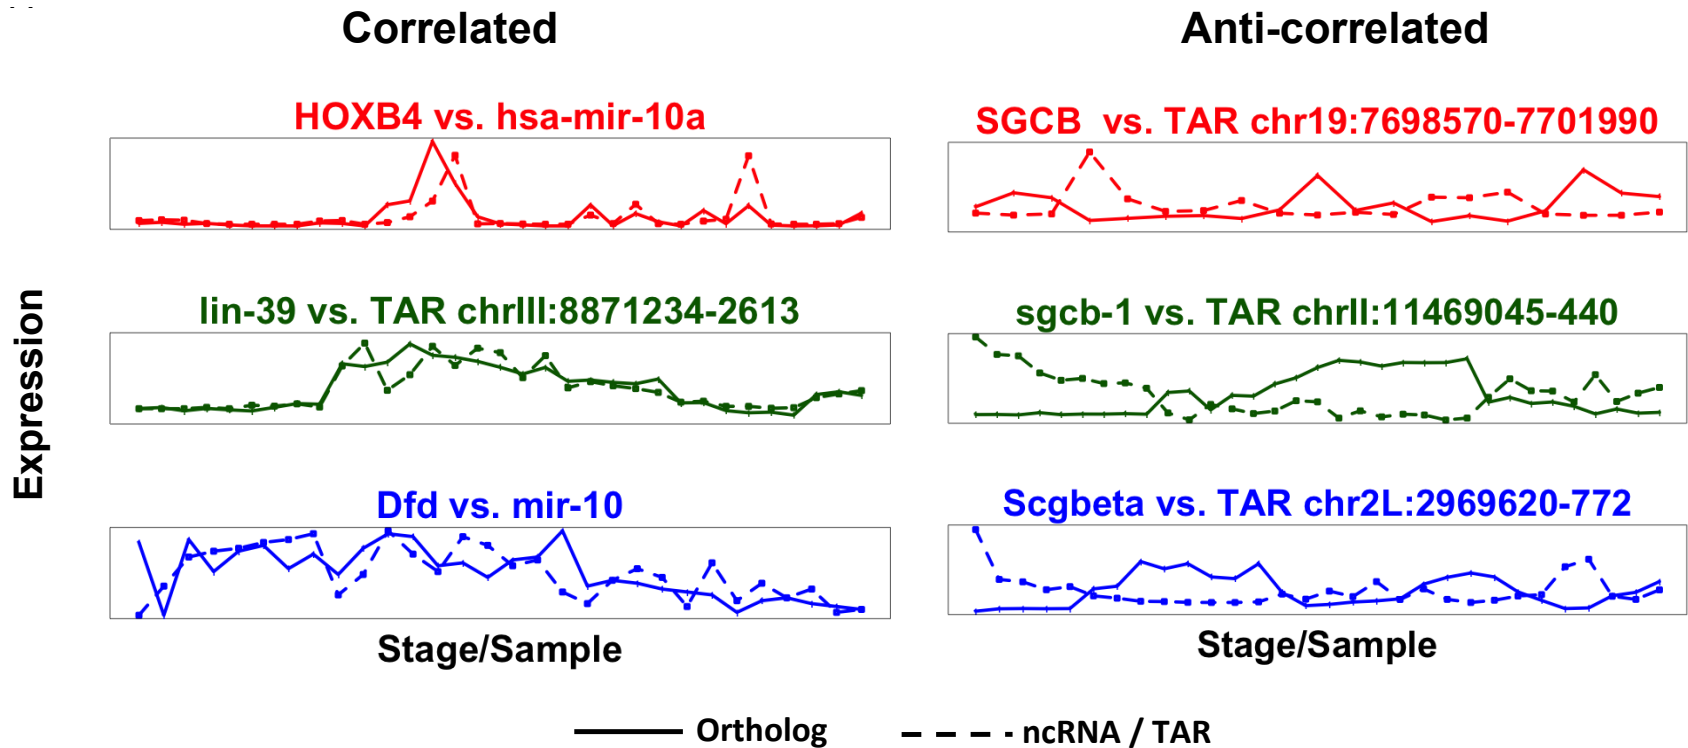 Correlated
Anti-correlated
HOXB4 vs. hsa-mir-10a
SGCB vs. TAR chr19:7698570-7701990
lin-39 vs. TAR chrIII:8871234-2613
sgcb-1 vs. TAR chrII:11469045-440
Expression
Dfd vs. mir-10
Scgbeta vs. TAR chr2L:2969620-772
Stage/Sample
Stage/Sample
Ortholog
ncRNA / TAR